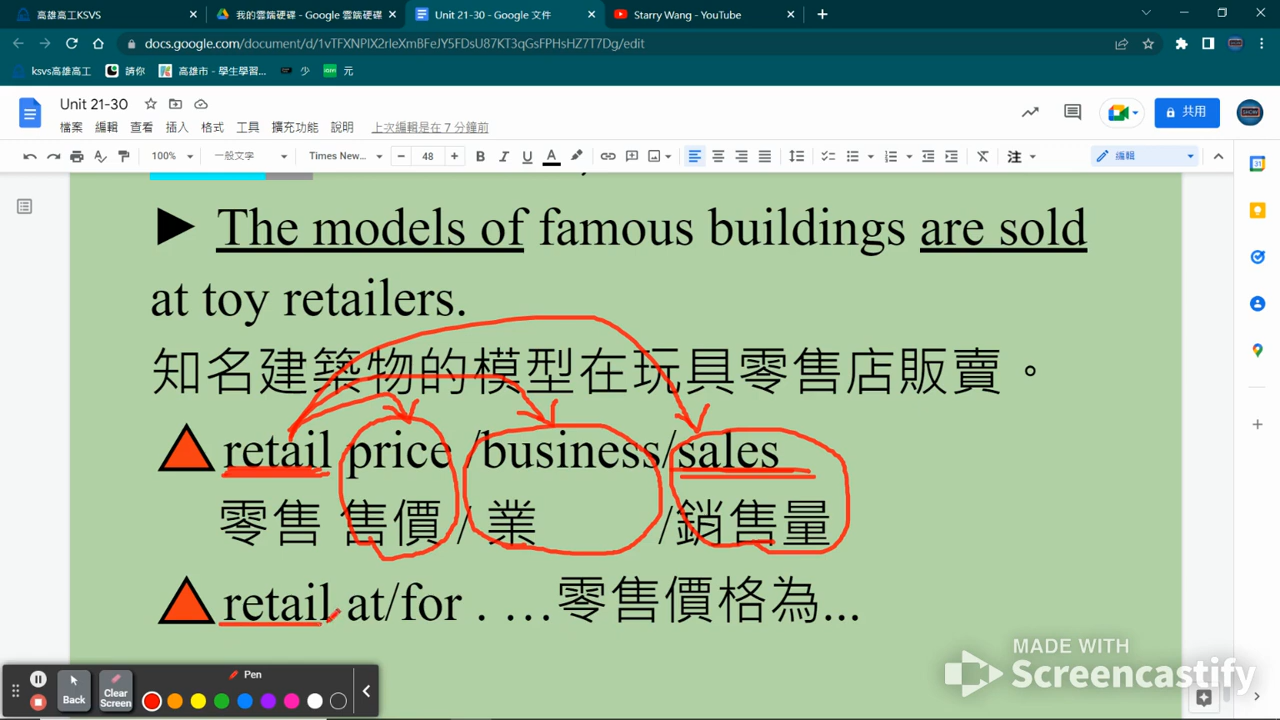 高雄高工KSVS
我的雲端硬碟 - Google 雲端硬碟
Unit 21-30 - Google 文件
Starry Wang - YouTube
docs.google.com/document/d/1vTFXNPlX2rleXmBFeJY5FDsU87KT3qGsFPHsHZ7T7Dg/edit
ksvs高雄高工
請你
高雄市 - 學生學習...
少
元
Unit 21-30
檔案 編輯 查看 插入 格式 工具 擴充功能 說明 上次編輯是在 7 分鐘前
共用
100% 一般文字 Times New... 48 B I U A 注 編輯
► The models of famous buildings are sold
at toy retailers.
知名建築物的模型在玩具零售店販賣。
retail price /business/sales
零售 售價 / 業 /銷售量
retail at/for . …零售價格為...
MADE WITH
Screencastify
Pen
Back
Clear Screen